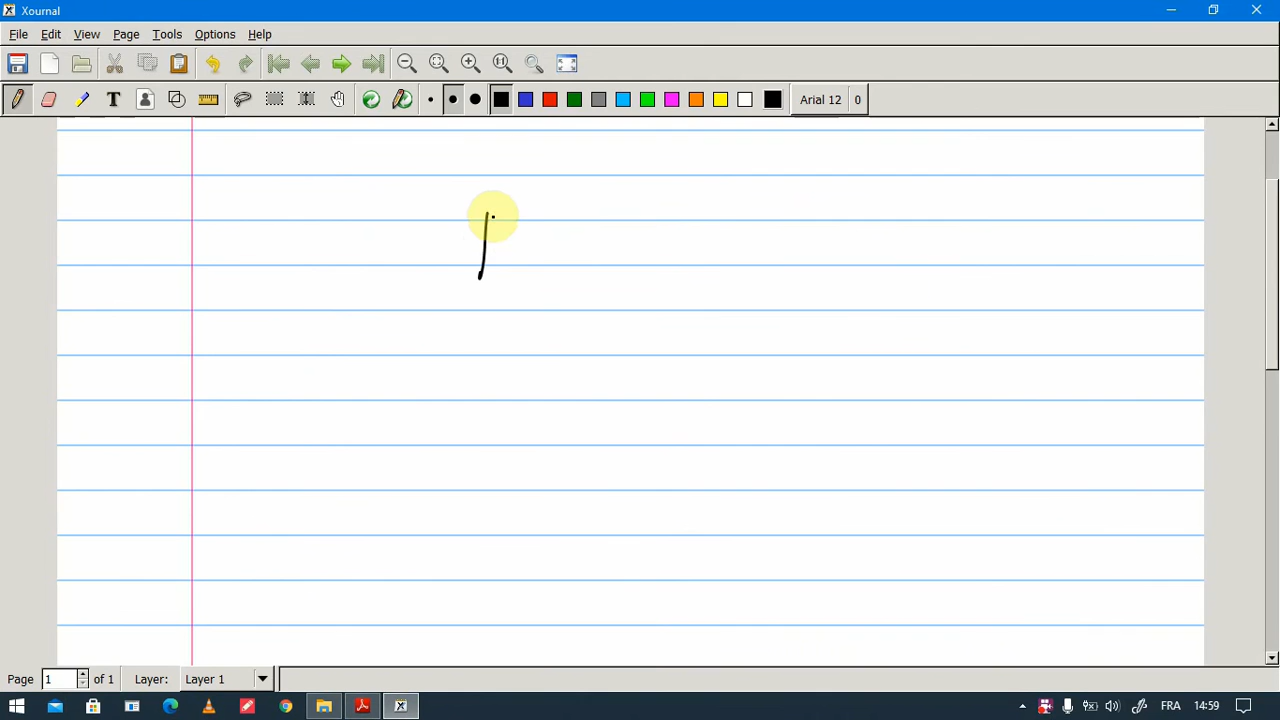 Xournal
File Edit View Page Tools Options Help
Arial 12 0
Page 1 of 1 Layer: Layer 1
FRA 14:59